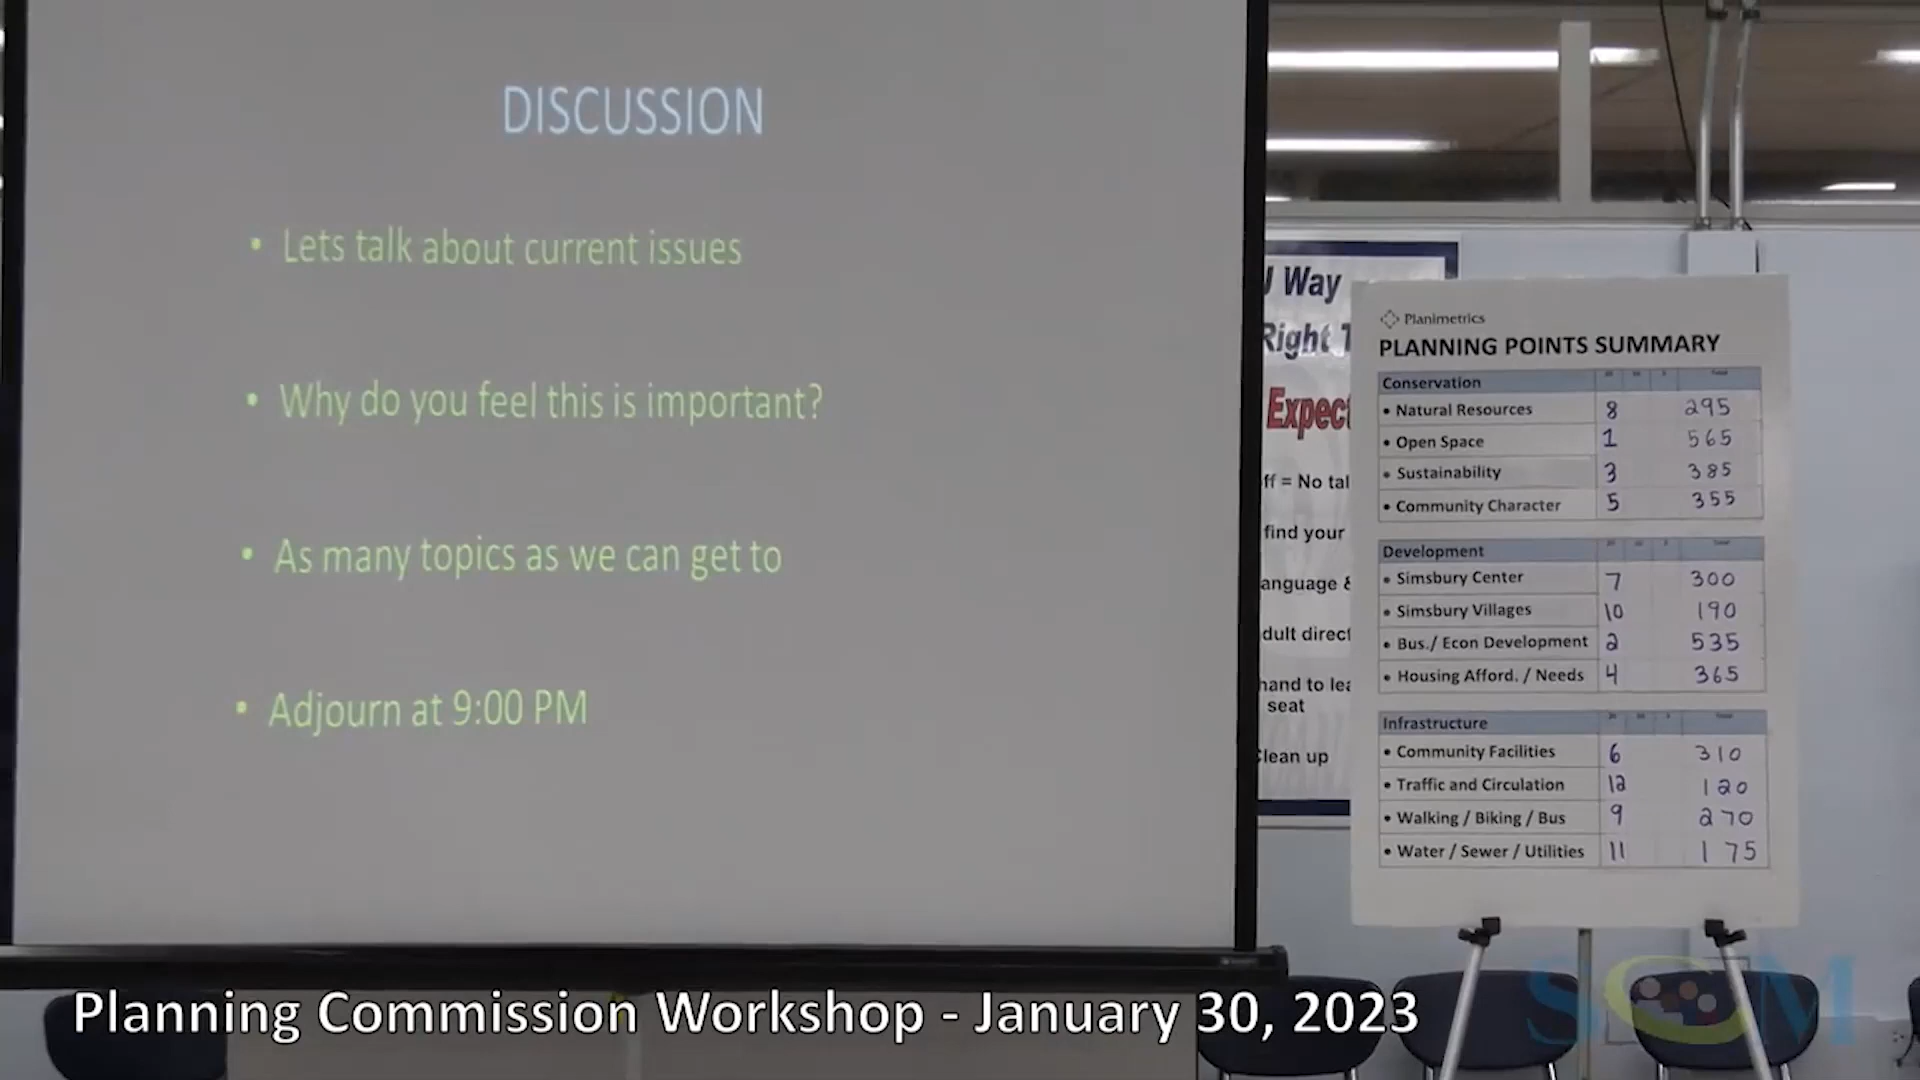 DISCUSSION
• Lets talk about current issues
• Why do you feel this is important?
• As many topics as we can get to
• Adjourn at 9:00 PM
Way
Right
Expect
ff = No tal
find your
anguage &
dult direct
hand to lea
seat
Clean up
Planimetrics
PLANNING POINTS SUMMARY
Conservation Total
• Natural Resources 8 295
• Open Space 1 565
• Sustainability 3 385
• Community Character 5 355
Development Total
• Simsbury Center 7 300
• Simsbury Villages 10 190
• Bus./ Econ Development 2 535
• Housing Afford. / Needs 4 365
Infrastructure Total
• Community Facilities 6 310
• Traffic and Circulation 12 120
• Walking / Biking / Bus 9 270
• Water / Sewer / Utilities 11 175
Planning Commission Workshop - January 30, 2023
SCM